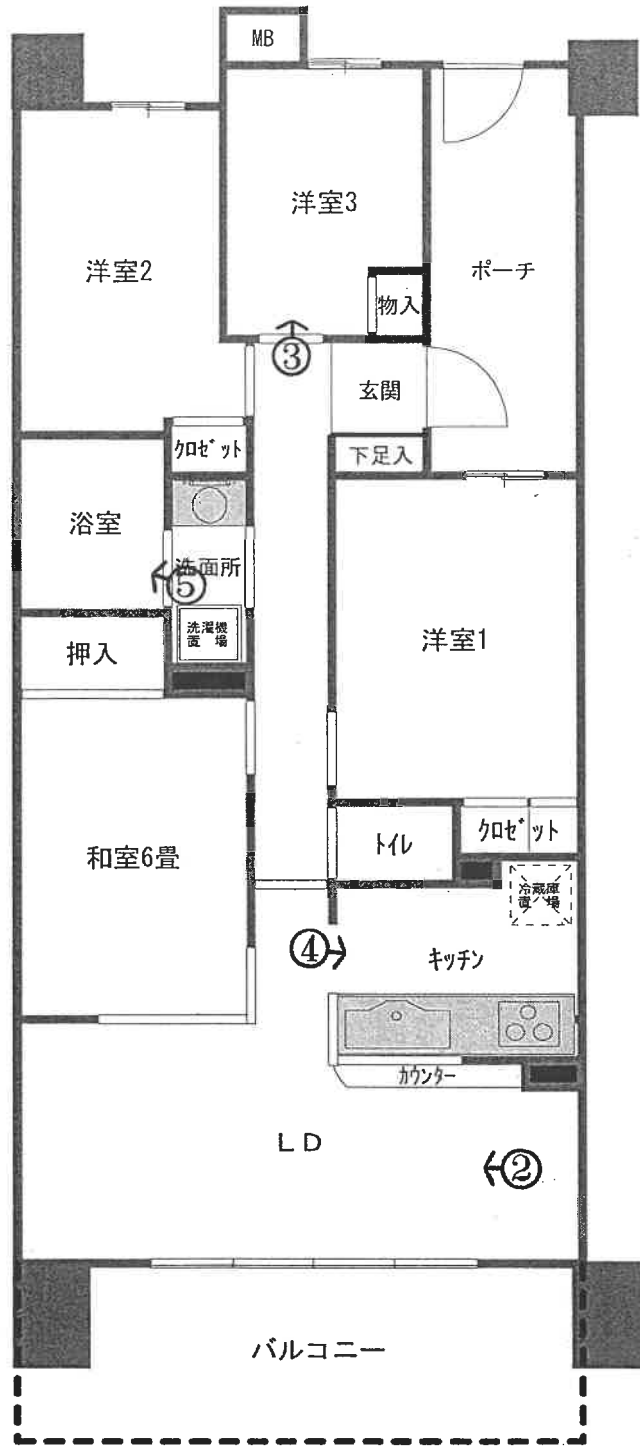 MB
洋室3
洋室2
ポーチ
物入
③
玄関
クロゼット
下足入
浴室
洗面所
⑤
洗濯機
置場
押入
洋室1
和室6畳
トイレ
クロゼット
冷蔵庫
置場
④
キッチン
カウンター
LD
②
バルコニー